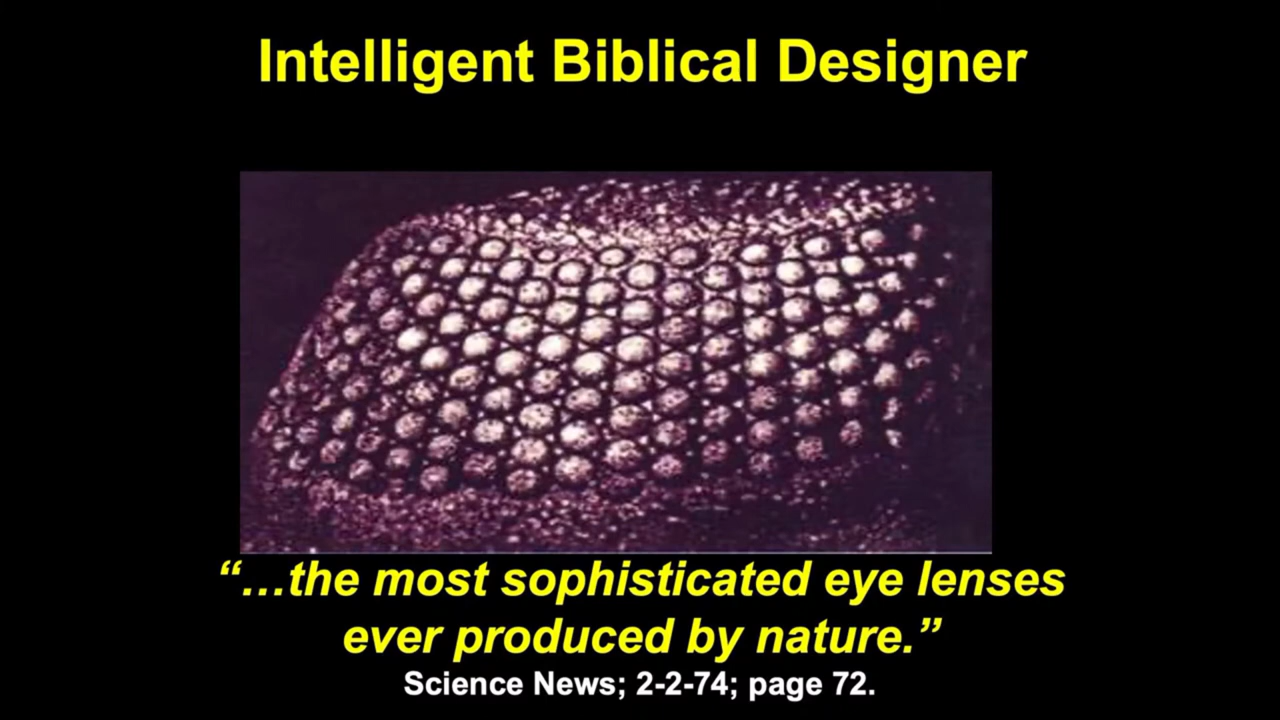 Intelligent Biblical Designer
“…the most sophisticated eye lenses
ever produced by nature.”
Science News; 2-2-74; page 72.